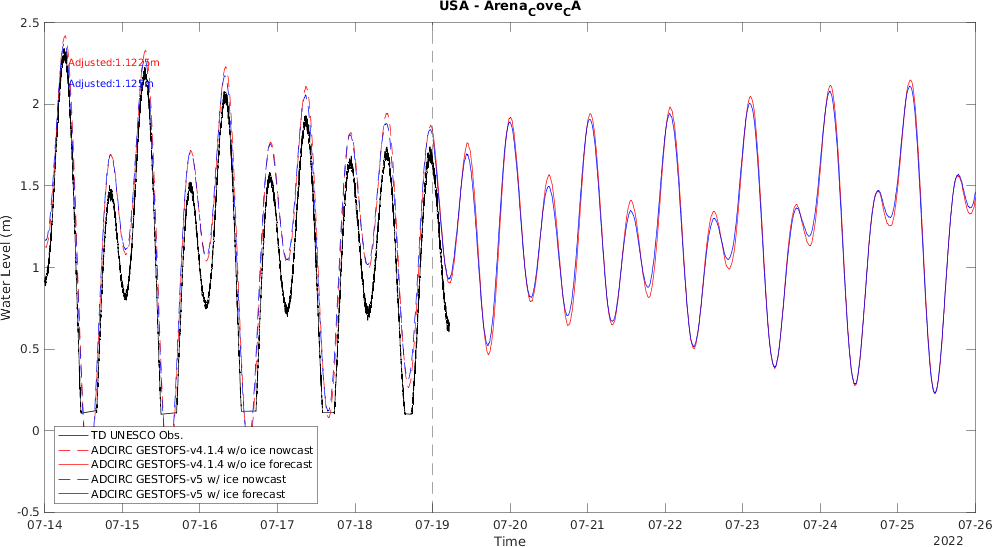 USA - ArenaCoveCA
2.5
Adjusted:1.1225m
Adjusted:1.125m
2
1.5
1
0.5
0
-0.5
Water Level (m)
TD UNESCO Obs.
ADCIRC GESTOFS-v4.1.4 w/o ice nowcast
ADCIRC GESTOFS-v4.1.4 w/o ice forecast
ADCIRC GESTOFS-v5 w/ ice nowcast
ADCIRC GESTOFS-v5 w/ ice forecast
07-14 07-15 07-16 07-17 07-18 07-19 07-20 07-21 07-22 07-23 07-24 07-25 07-26
Time
2022